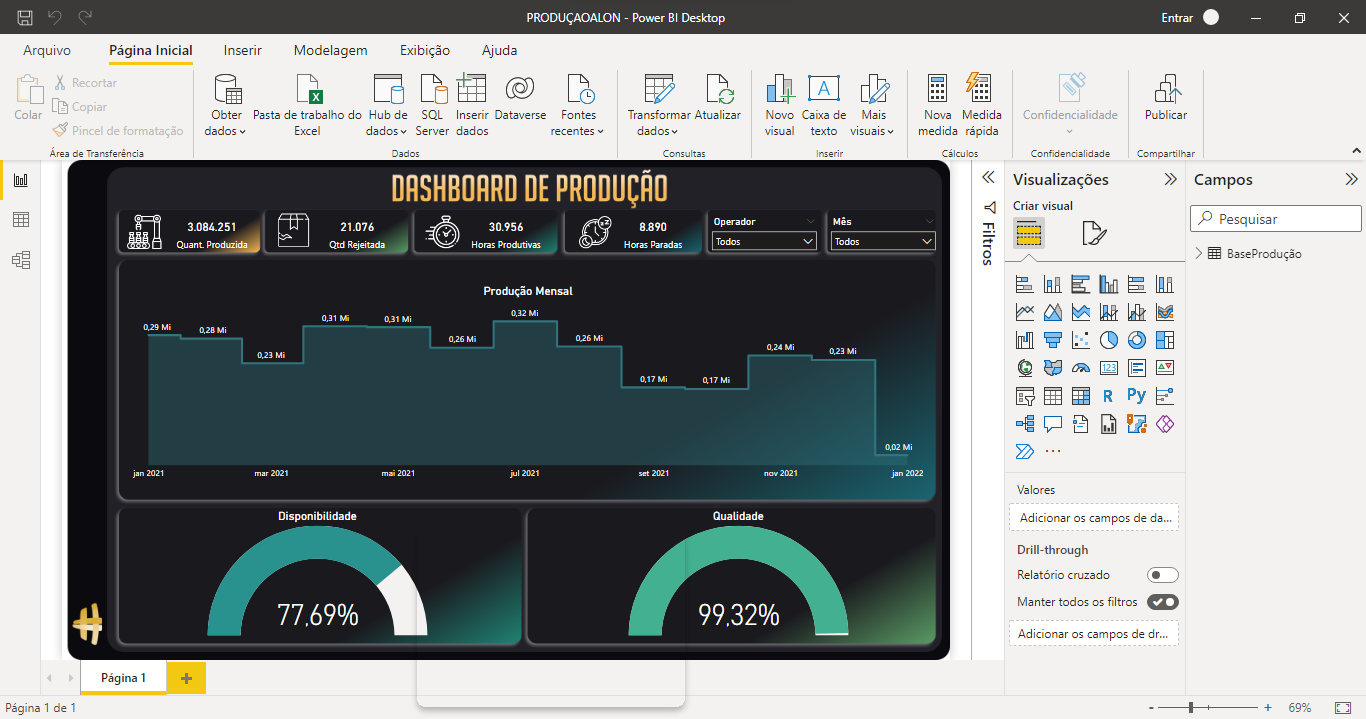 PRODUÇAOALON - Power BI Desktop
Entrar
Arquivo
Página Inicial
Inserir
Modelagem
Exibição
Ajuda
Colar
Recortar
Copiar
Pincel de formatação
Área de Transferência
Obter dados
Pasta de trabalho do Excel
Hub de dados
SQL Server
Inserir dados
Dataverse
Fontes recentes
Dados
Transformar dados
Atualizar
Consultas
Novo visual
Caixa de texto
Mais visuais
Inserir
Nova medida
Medida rápida
Cálculos
Confidencialidade
Confidencialidade
Publicar
Compartilhar
DASHBOARD DE PRODUÇÃO
3.084.251
Quant. Produzida
21.076
Qtd Rejeitada
30.956
Horas Produtivas
8.890
Horas Paradas
Operador
Todos
Mês
Todos
Produção Mensal
0,29 Mi
0,28 Mi
0,23 Mi
0,31 Mi
0,31 Mi
0,26 Mi
0,32 Mi
0,26 Mi
0,17 Mi
0,17 Mi
0,24 Mi
0,23 Mi
0,02 Mi
jan 2021
mar 2021
mai 2021
jul 2021
set 2021
nov 2021
jan 2022
Disponibilidade
77,69%
Qualidade
99,32%
Filtros
Visualizações
Criar visual
123
R
Py
Valores
Adicionar os campos de da...
Drill-through
Relatório cruzado
Manter todos os filtros
Adicionar os campos de dr...
Campos
Pesquisar
BaseProdução
Página 1
Página 1 de 1
69%